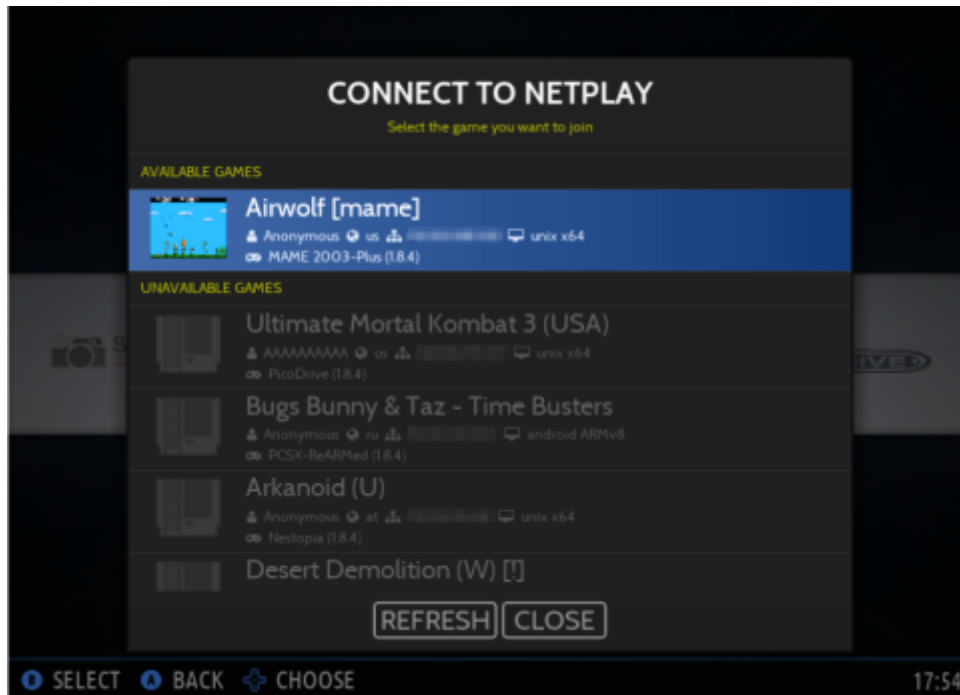 CONNECT TO NETPLAY
Select the game you want to join
AVAILABLE GAMES
Airwolf [mame]
Anonymous us unix x64
MAME 2003-Plus (1.8.4)
UNAVAILABLE GAMES
Ultimate Mortal Kombat 3 (USA)
AAAAAAAAAA us unix x64
PicoDrive (1.8.4)
Bugs Bunny & Taz - Time Busters
Anonymous ru android ARMv8
PCSX-ReARMed (1.8.4)
Arkanoid (U)
Anonymous at unix x64
Nestopia (1.8.4)
Desert Demolition (W) [!]
REFRESH CLOSE
SELECT BACK CHOOSE 17:54